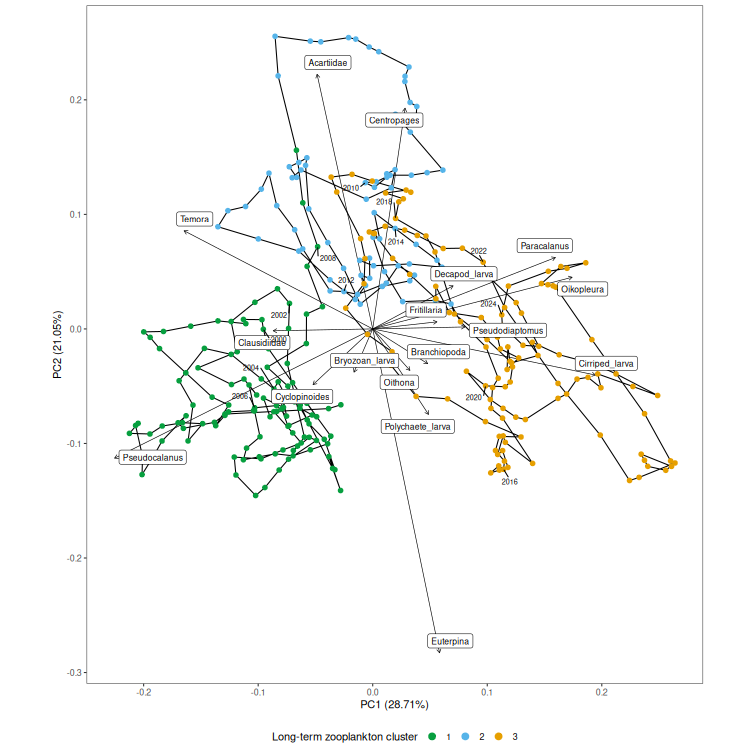 Acartiidae
0.2
Centropages
2010
2018
Temora
0.1
2014
Paracalanus
2022
2008
Decapod_larva
2012
Oikopleura
2024
Fritillaria
2002
0.0
Pseudodiaptomus
2000
Clausidiidae
Branchiopoda
Bryozoan_larva
Cirriped_larva
2004
Oithona
2006
Cyclopinoides
2020
Polychaete_larva
-0.1
Pseudocalanus
2016
-0.2
Euterpina
-0.3
PC2 (21.05%)
-0.2 -0.1 0.0 0.1 0.2
PC1 (28.71%)
Long-term zooplankton cluster 1 2 3